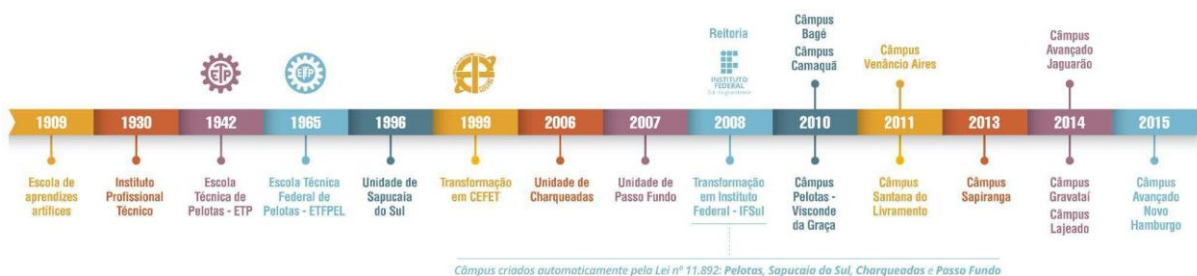 Reitoria
INSTITUTO
FEDERAL
Câmpus
Bagé
Câmpus
Camaquã
Câmpus
Venâncio Aires
Câmpus
Avançado
Jaguarão
ETP
ETP
1909
1930
1942
1965
1996
1999
2006
2007
2008
2010
2011
2013
2014
2015
Escola de
aprendizes
artífices
Instituto
Profissional
Técnico
Escola
Técnica de
Pelotas - ETP
Escola Técnica
Federal de
Pelotas - ETFPEL
Unidade de
Sapucaia
do Sul
Transformação
em CEFET
Unidade de
Charqueadas
Unidade de
Passo Fundo
Transformação
em Instituto
Federal - IFSul
Câmpus
Pelotas -
Visconde
da Graça
Câmpus
Santana do
Livramento
Câmpus
Sapiranga
Câmpus
Gravataí
Câmpus
Lajeado
Câmpus
Avançado
Novo
Hamburgo
Câmpus criados automaticamente pela Lei nº 11.892: Pelotas, Sapucaia do Sul, Charqueadas e Passo Fundo